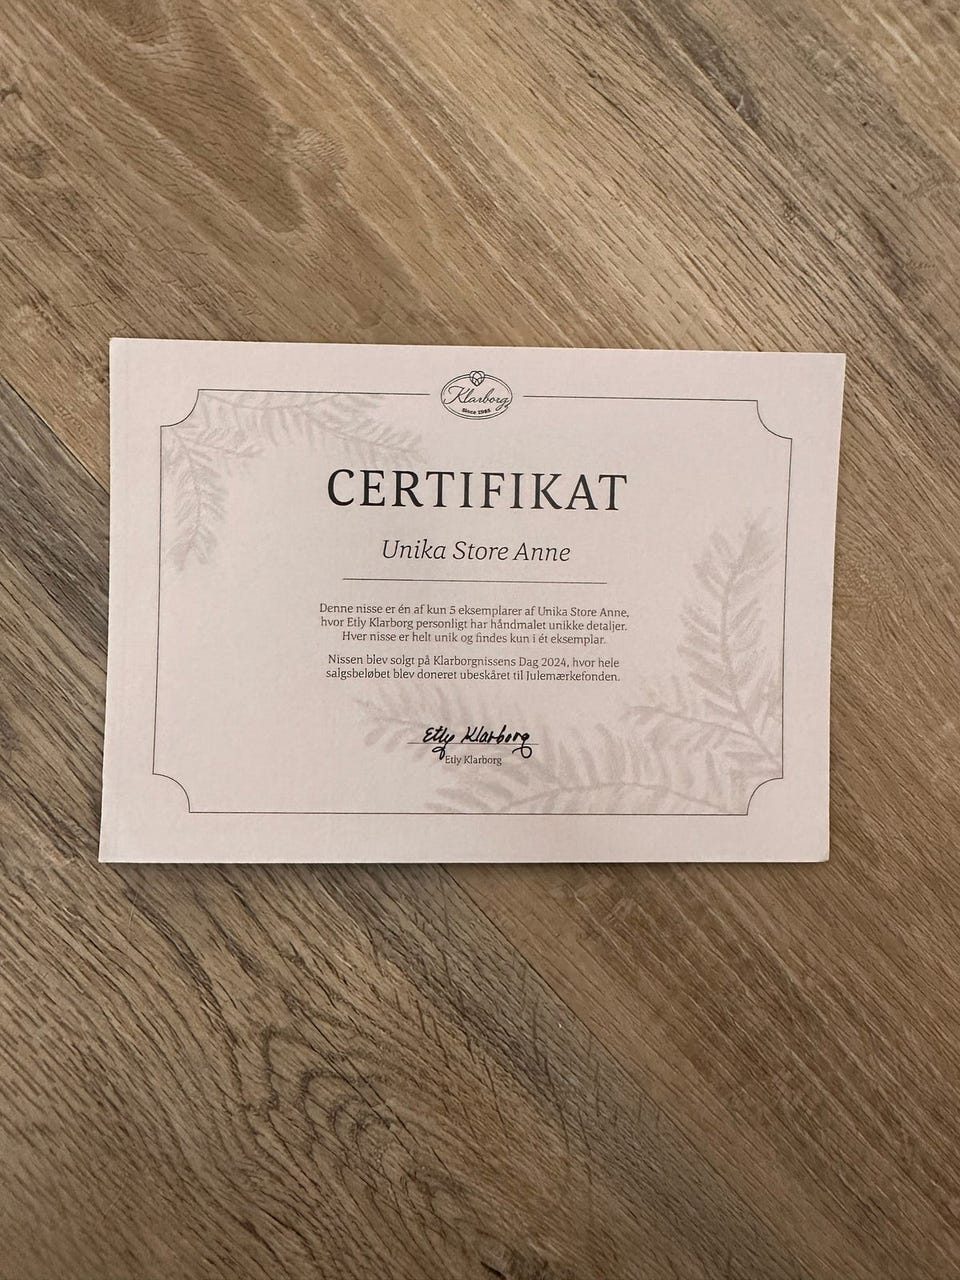 Klarborg
Since 1985
CERTIFIKAT
Unika Store Anne
Denne nisse er én af kun 5 eksemplarer af Unika Store Anne,
hvor Etly Klarborg personligt har håndmalet unikke detaljer.
Hver nisse er helt unik og findes kun i ét eksemplar.
Nissen blev solgt på Klarborgnissens Dag 2024, hvor hele
salgsbeløbet blev doneret ubeskåret til Julemærkefonden.
Etly Klarborg
Etly Klarborg